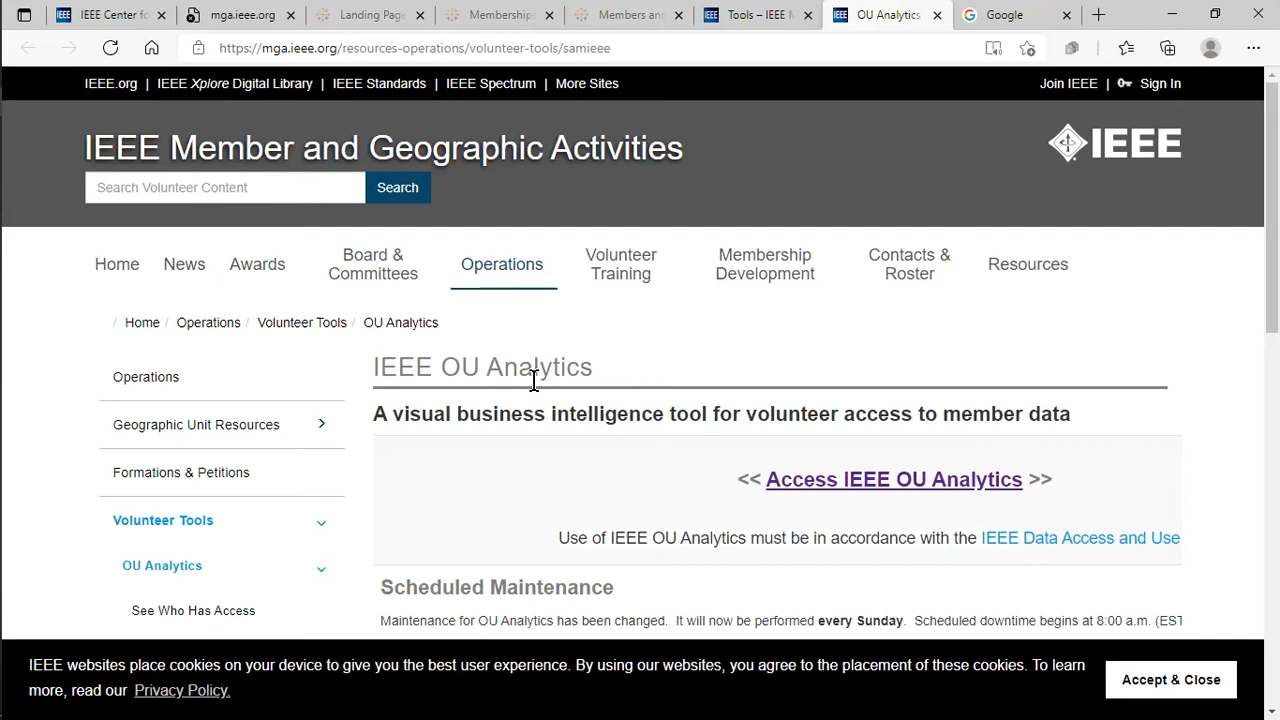 IEEE Center for
mga.ieee.org
Landing Page
Memberships
Members and
Tools – IEEE M
OU Analytics
Google
https://mga.ieee.org/resources-operations/volunteer-tools/samieee
IEEE.org | IEEE Xplore Digital Library | IEEE Standards | IEEE Spectrum | More Sites
Join IEEE | Sign In
IEEE Member and Geographic Activities
IEEE
Search Volunteer Content
Search
Home
News
Awards
Board &
Committees
Operations
Volunteer
Training
Membership
Development
Contacts &
Roster
Resources
/ Home / Operations / Volunteer Tools / OU Analytics
Operations
Geographic Unit Resources
Formations & Petitions
Volunteer Tools
OU Analytics
See Who Has Access
IEEE OU Analytics
A visual business intelligence tool for volunteer access to member data
<< Access IEEE OU Analytics >>
Use of IEEE OU Analytics must be in accordance with the IEEE Data Access and Use
Scheduled Maintenance
Maintenance for OU Analytics has been changed. It will now be performed every Sunday. Scheduled downtime begins at 8:00 a.m. (EST
IEEE websites place cookies on your device to give you the best user experience. By using our websites, you agree to the placement of these cookies. To learn
more, read our Privacy Policy.
Accept & Close